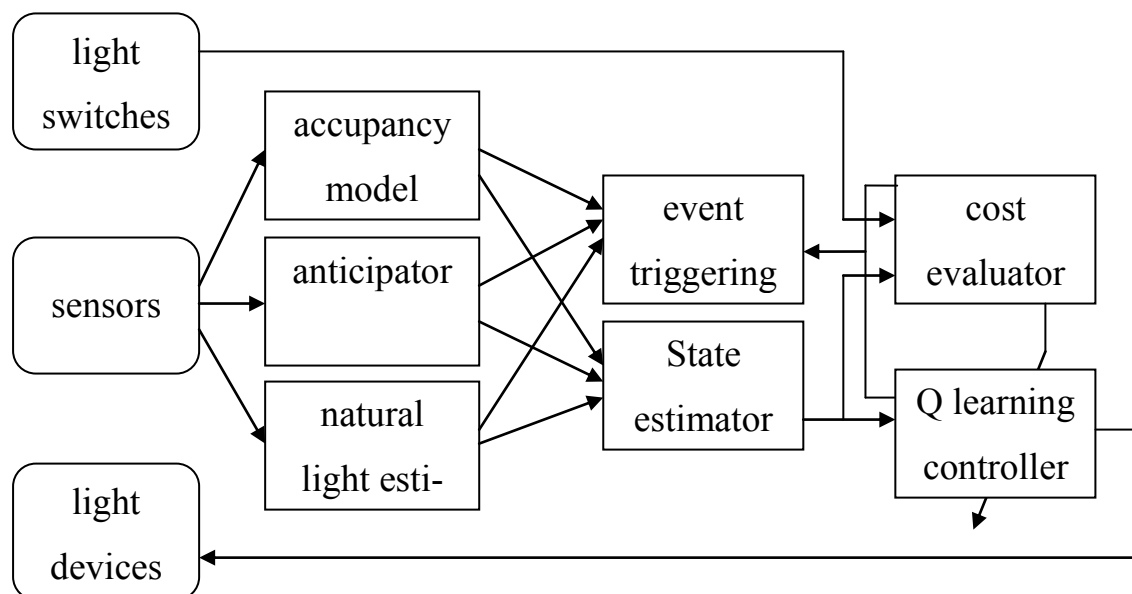 light
switches
accupancy
model
event
triggering
cost
evaluator
sensors
anticipator
State
estimator
Q learning
controller
natural
light esti-
light
devices